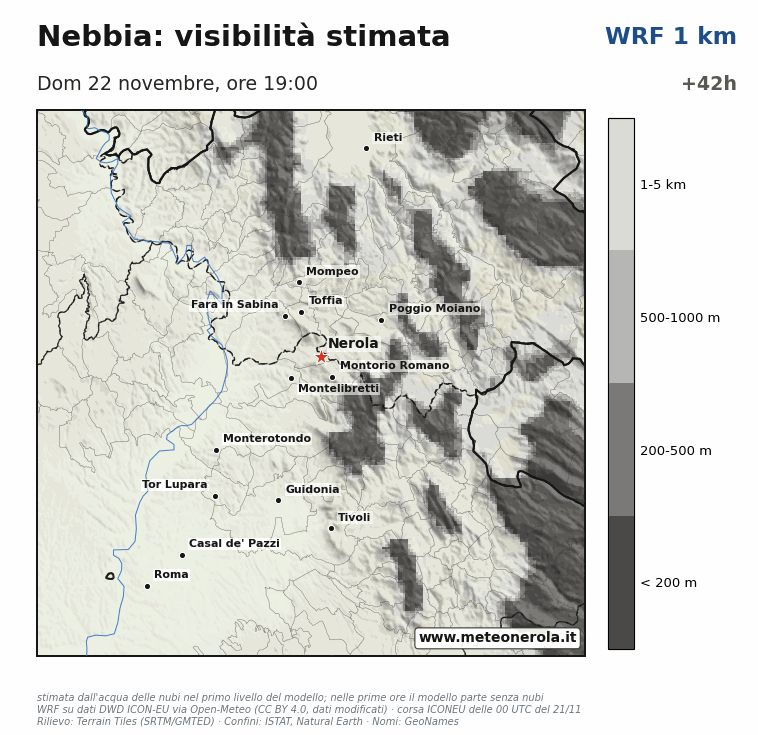 Nebbia: visibilità stimata
WRF 1 km
Dom 22 novembre, ore 19:00
+42h
Rieti
Mompeo
Fara in Sabina
Toffia
Poggio Moiano
Nerola
Montorio Romano
Montelibretti
Monterotondo
Tor Lupara
Guidonia
Tivoli
Casal de' Pazzi
Roma
www.meteonerola.it
1-5 km
500-1000 m
200-500 m
< 200 m
stimata dall'acqua delle nubi nel primo livello del modello; nelle prime ore il modello parte senza nubi
WRF su dati DWD ICON-EU via Open-Meteo (CC BY 4.0, dati modificati) · corsa ICONEU delle 00 UTC del 21/11
Rilievo: Terrain Tiles (SRTM/GMTED) · Confini: ISTAT, Natural Earth · Nomi: GeoNames